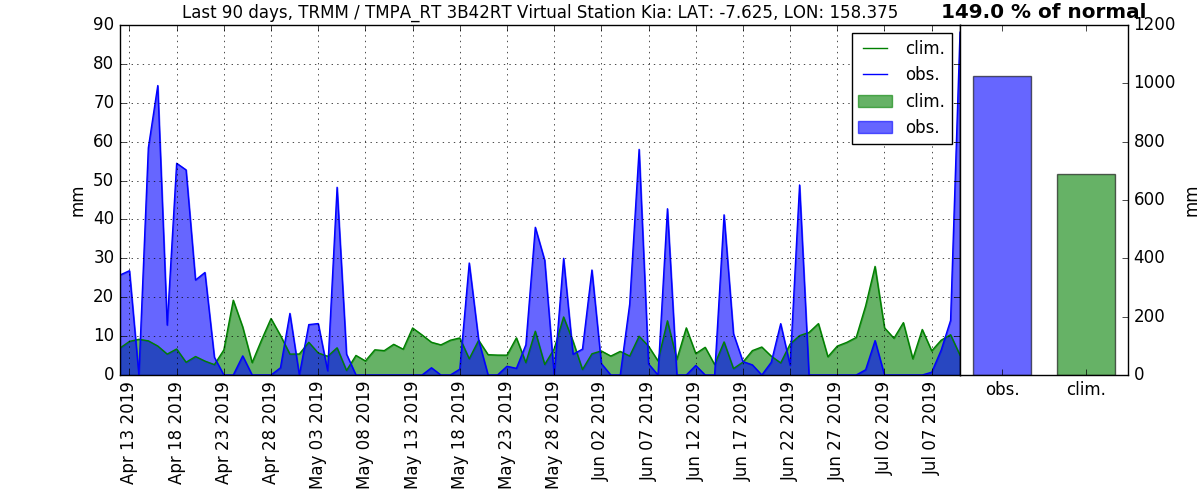 Last 90 days, TRMM / TMPA_RT 3B42RT Virtual Station Kia: LAT: -7.625, LON: 158.375
149.0 % of normal
90
80
70
60
50
40
30
20
10
0
mm
clim.
obs.
clim.
obs.
1200
1000
800
600
400
200
0
mm
Apr 13 2019
Apr 18 2019
Apr 23 2019
Apr 28 2019
May 03 2019
May 08 2019
May 13 2019
May 18 2019
May 23 2019
May 28 2019
Jun 02 2019
Jun 07 2019
Jun 12 2019
Jun 17 2019
Jun 22 2019
Jun 27 2019
Jul 02 2019
Jul 07 2019
obs.
clim.